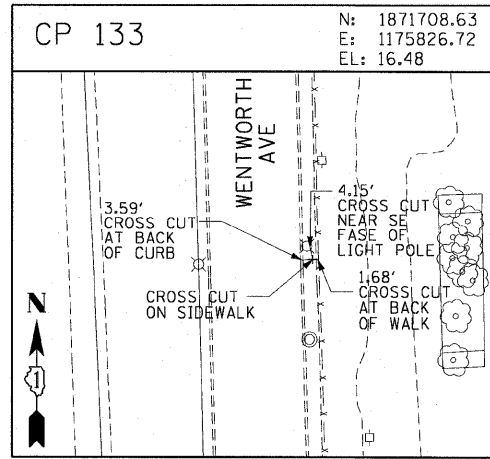 CP 133
N: 1871708.63
E: 1175826.72
EL: 16.48
WENTWORTH
AVE
3.59'
CROSS CUT
AT BACK
OF CURB
4.15'
CROSS CUT
NEAR SE
FASE OF
LIGHT POLE
CROSS CUT
ON SIDEWALK
1.68'
CROSS CUT
AT BACK
OF WALK
N
1